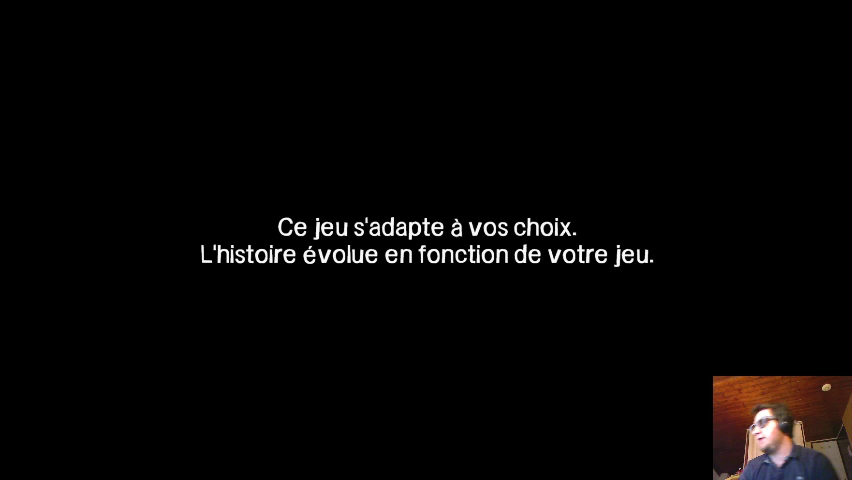 Ce jeu s'adapte à vos choix.
L'histoire évolue en fonction de votre jeu.